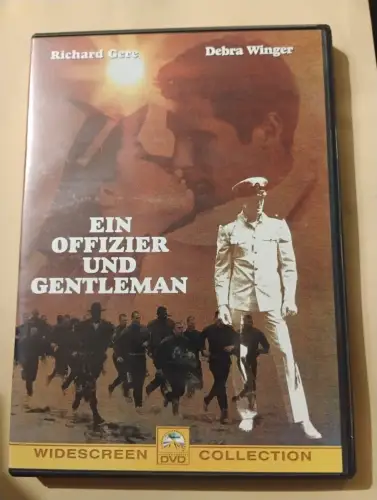 Richard Gere
Debra Winger
EIN
OFFIZIER
UND
GENTLEMAN
WIDESCREEN
DVD
COLLECTION